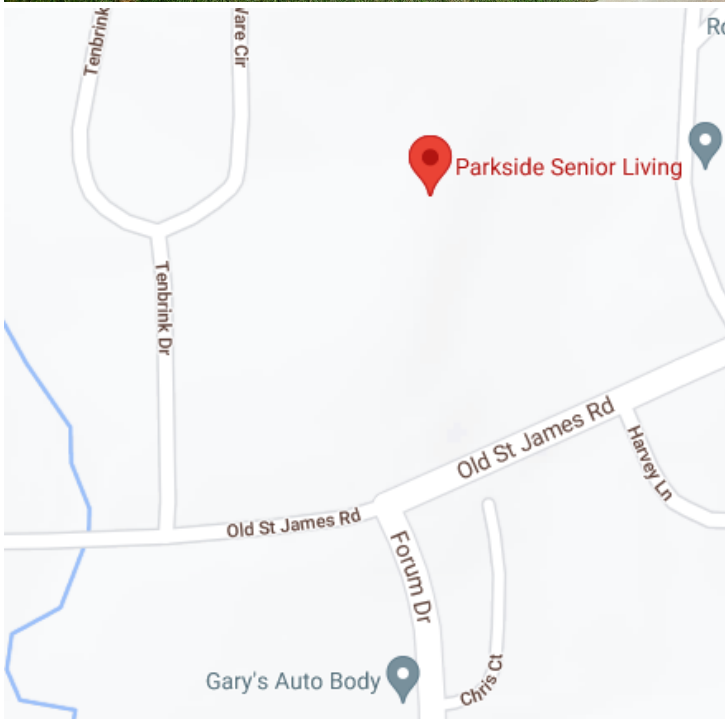 Tenbrink
Ware Cir
Parkside Senior Living
Tenbrink Dr
Old St James Rd
Harvey Ln
Old St James Rd
Forum Dr
Gary's Auto Body
Chris Ct